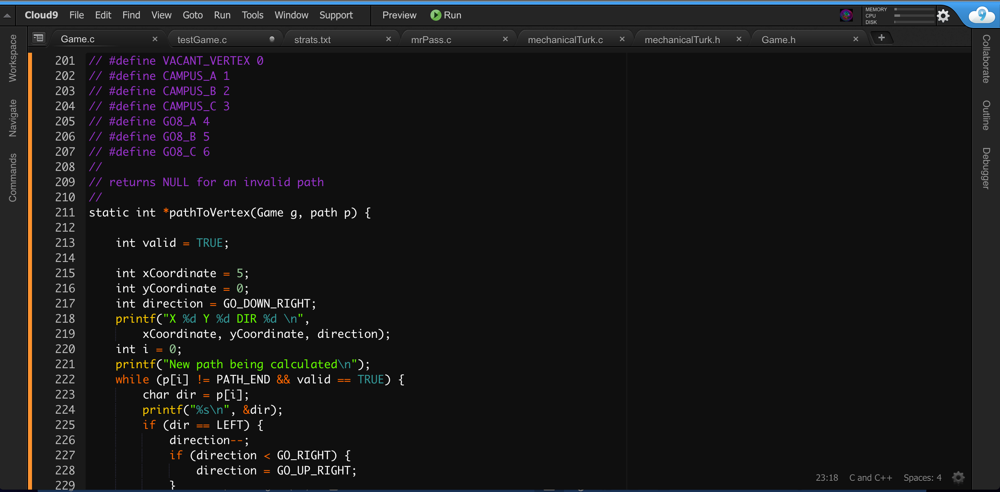 Cloud9 File Edit Find View Goto Run Tools Window Support Preview Run
MEMORY
CPU
DISK
9
Workspace
Navigate
Commands
Game.c testGame.c strats.txt mrPass.c mechanicalTurk.c mechanicalTurk.h Game.h
201 // #define VACANT_VERTEX 0
202 // #define CAMPUS_A 1
203 // #define CAMPUS_B 2
204 // #define CAMPUS_C 3
205 // #define GO8_A 4
206 // #define GO8_B 5
207 // #define GO8_C 6
208 //
209 // returns NULL for an invalid path
210 //
211 static int *pathToVertex(Game g, path p) {
212
213     int valid = TRUE;
214
215     int xCoordinate = 5;
216     int yCoordinate = 0;
217     int direction = GO_DOWN_RIGHT;
218     printf("X %d Y %d DIR %d \n",
219         xCoordinate, yCoordinate, direction);
220     int i = 0;
221     printf("New path being calculated\n");
222     while (p[i] != PATH_END && valid == TRUE) {
223         char dir = p[i];
224         printf("%s\n", &dir);
225         if (dir == LEFT) {
226             direction--;
227             if (direction < GO_RIGHT) {
228                 direction = GO_UP_RIGHT;
229             }
Collaborate
Outline
Debugger
23:18 C and C++ Spaces: 4